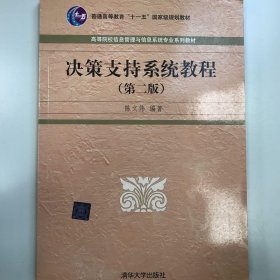 普通高等教育“十一五”国家级规划教材
高等院校信息管理与信息系统专业系列教材
决策支持系统教程
(第二版)
陈文伟 编著
清华大学出版社